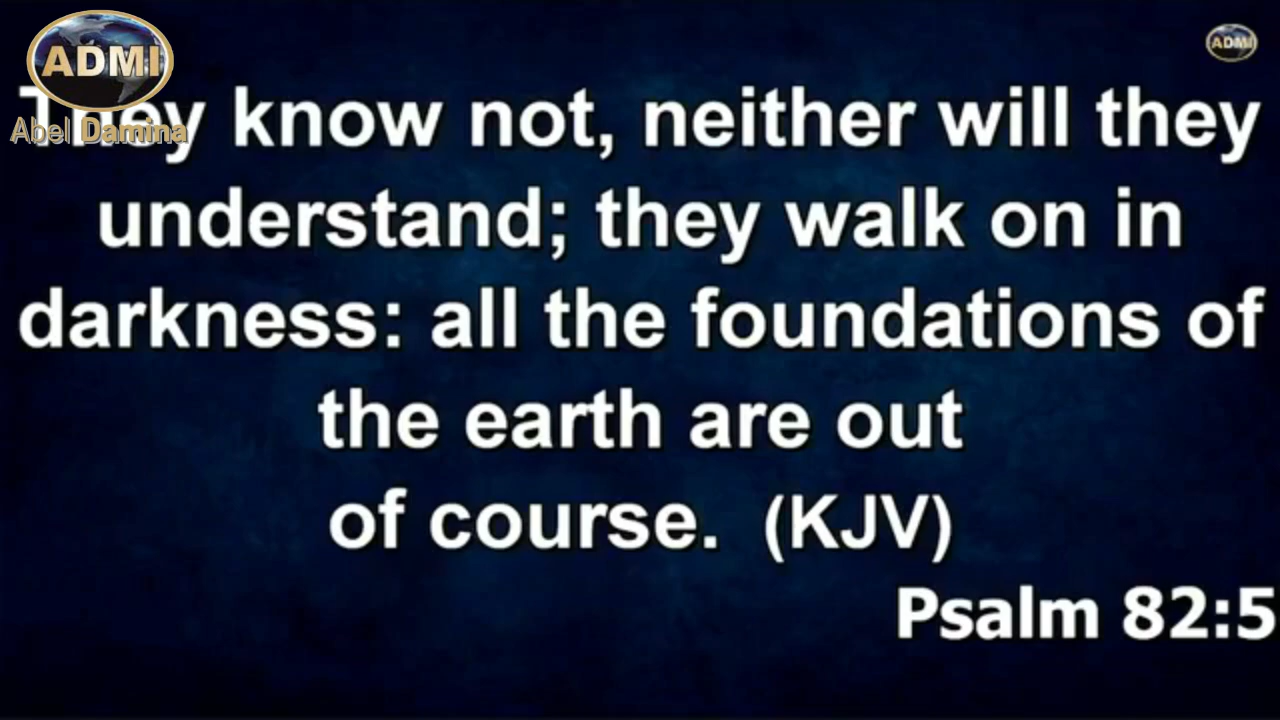 ADMI
ADMI
Abel Damina
They know not, neither will they
understand; they walk on in
darkness: all the foundations of
the earth are out
of course. (KJV)
Psalm 82:5